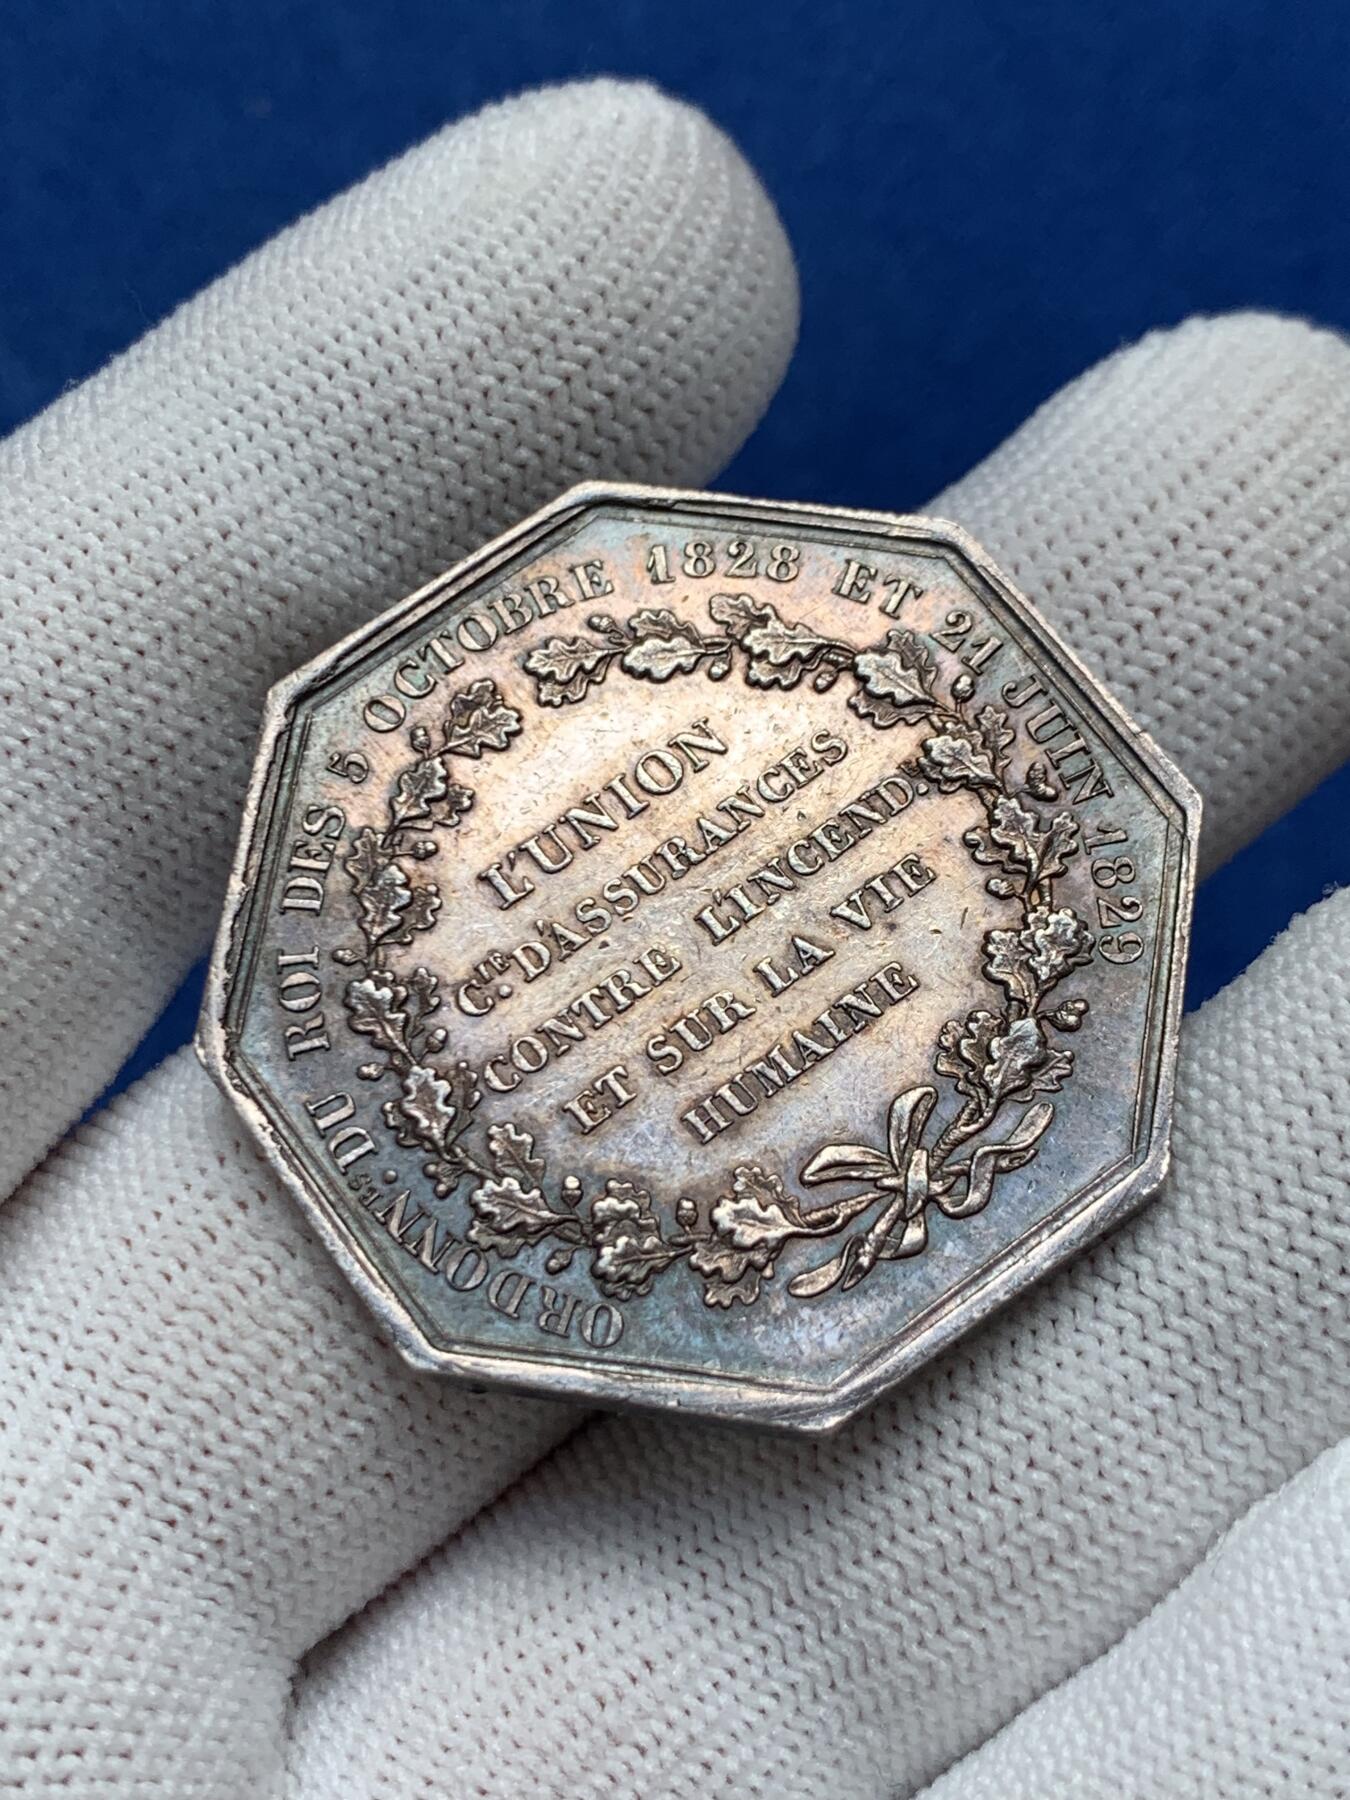 ORDONN.ES DU ROI DES 5 OCTOBRE 1828 ET 21 JUIN 1829
L'UNION
C.TE D'ASSURANCES
CONTRE L'INCEND.E
ET SUR LA VIE
HUMAINE